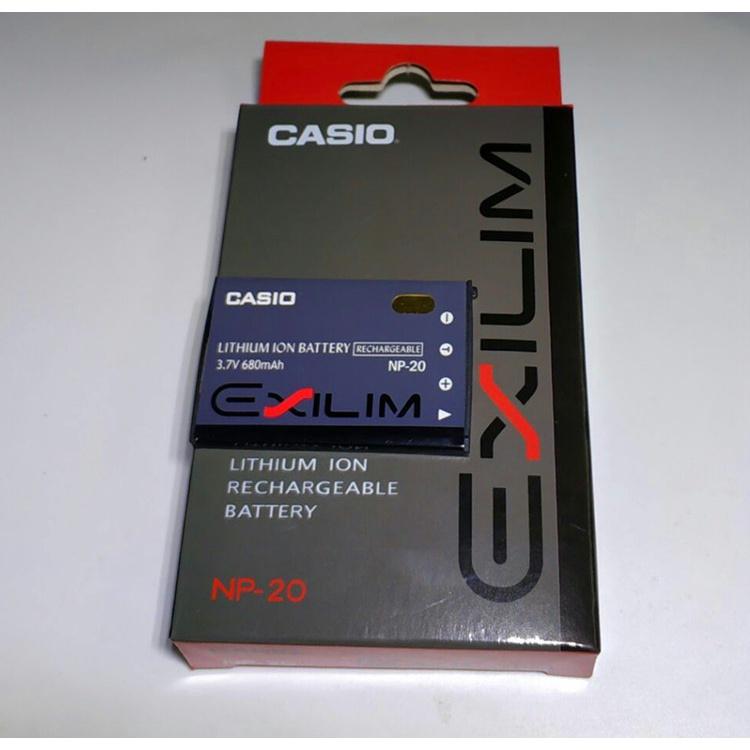 CASIO
EXILIM
CASIO
LITHIUM ION BATTERY RECHARGEABLE
3.7V 680mAh NP-20
EXILIM
LITHIUM ION
RECHARGEABLE
BATTERY
NP-20